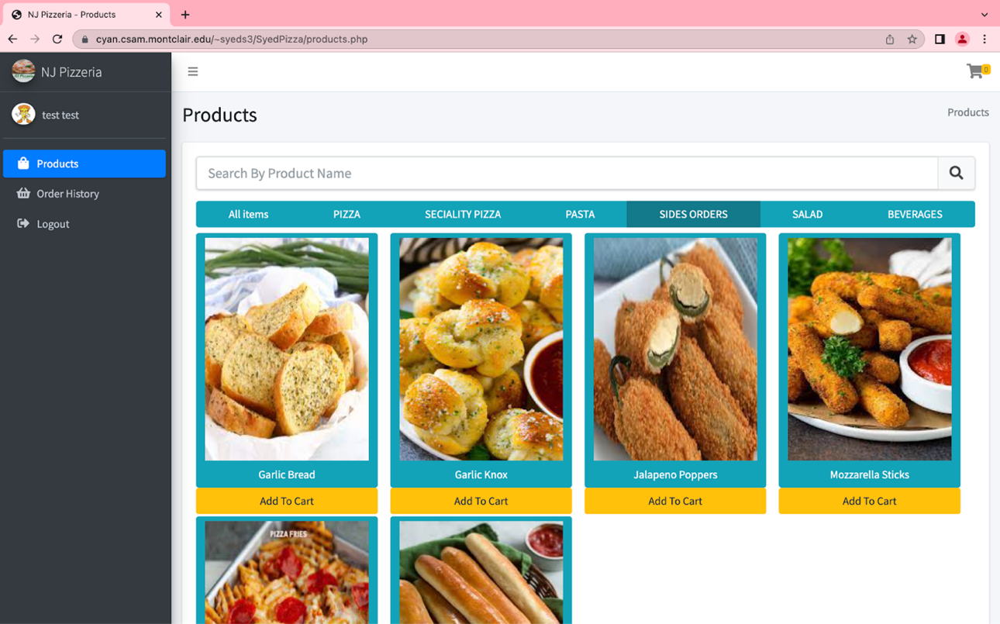 NJ Pizzeria - Products
cyan.csam.montclair.edu/~syeds3/SyedPizza/products.php
NJ Pizzeria
0
test test
Products
Products
Products
Order History
Logout
Search By Product Name
All items PIZZA SECIALITY PIZZA PASTA SIDES ORDERS SALAD BEVERAGES
Garlic Bread Garlic Knox Jalapeno Poppers Mozzarella Sticks
Add To Cart Add To Cart Add To Cart Add To Cart
PIZZA FRIES